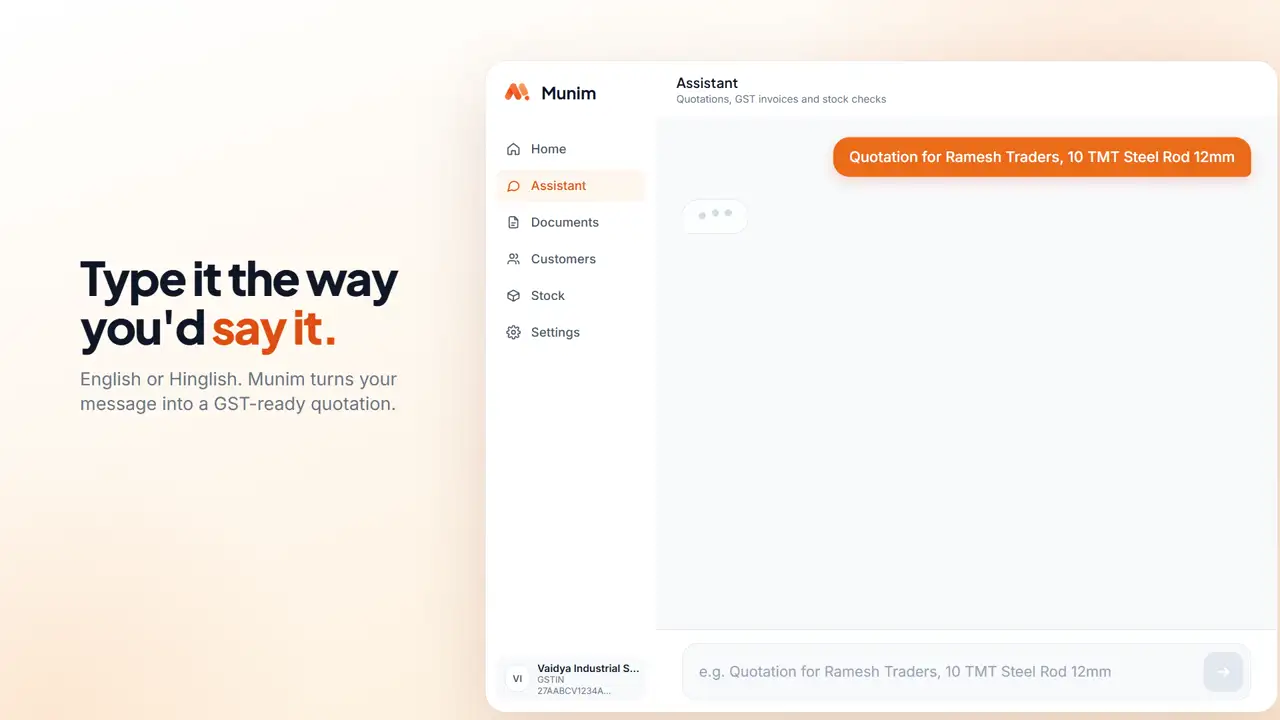 Type it the way
you'd say it.
English or Hinglish. Munim turns your
message into a GST-ready quotation.
Munim
Home
Assistant
Documents
Customers
Stock
Settings
VI
Vaidya Industrial S...
GSTIN
27AABCV1234A...
Assistant
Quotations, GST invoices and stock checks
Quotation for Ramesh Traders, 10 TMT Steel Rod 12mm
e.g. Quotation for Ramesh Traders, 10 TMT Steel Rod 12mm